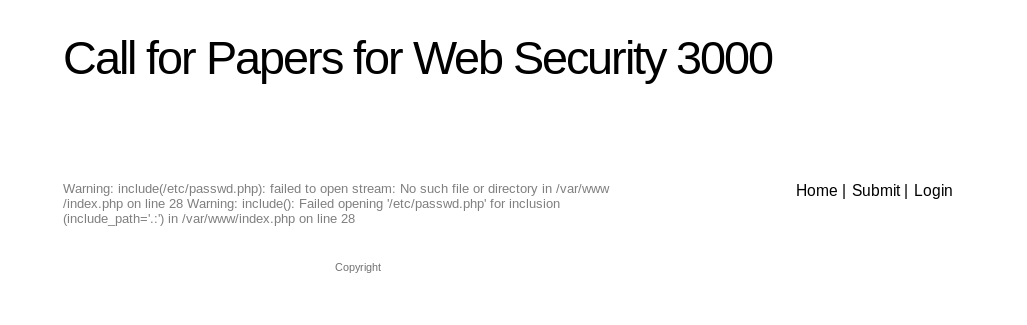 Call for Papers for Web Security 3000
Warning: include(/etc/passwd.php): failed to open stream: No such file or directory in /var/www
/index.php on line 28 Warning: include(): Failed opening '/etc/passwd.php' for inclusion
(include_path='.:') in /var/www/index.php on line 28
Home | Submit | Login
Copyright